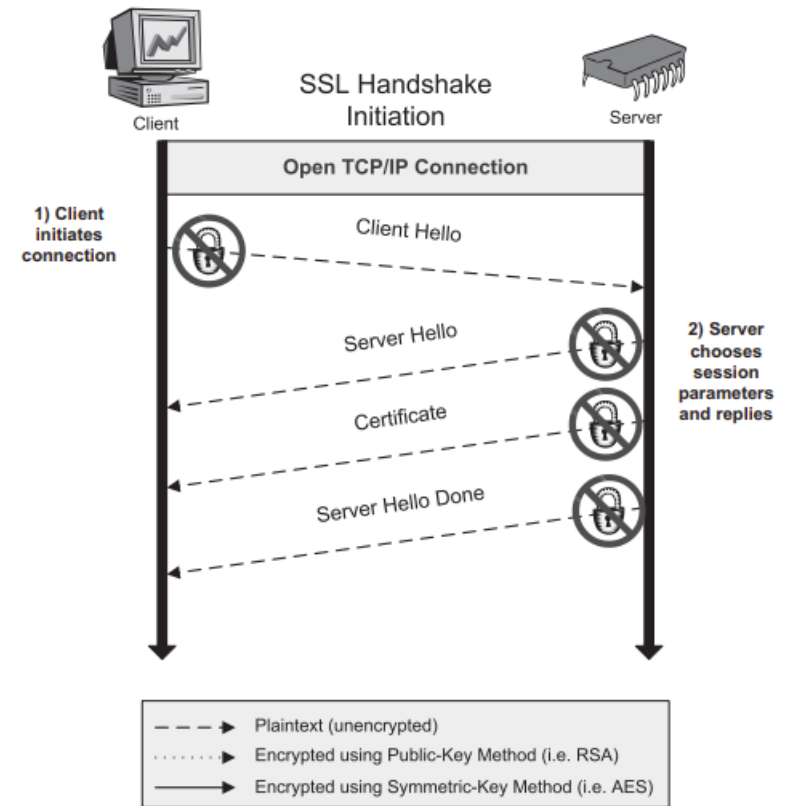 SSL Handshake
Initiation
Client
Server
Open TCP/IP Connection
1) Client
initiates
connection
Client Hello
Server Hello
2) Server
chooses
session
parameters
and replies
Certificate
Server Hello Done
Plaintext (unencrypted)
Encrypted using Public-Key Method (i.e. RSA)
Encrypted using Symmetric-Key Method (i.e. AES)